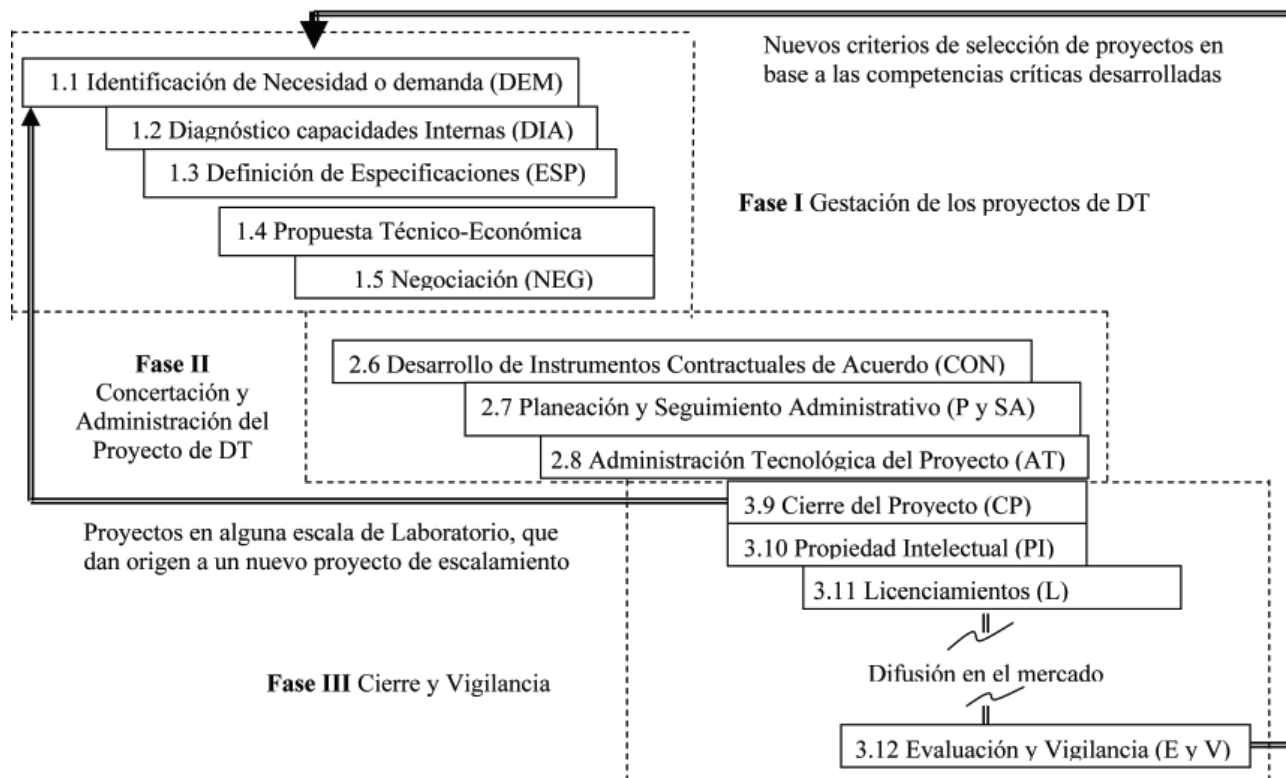 Nuevos criterios de selección de proyectos en
base a las competencias críticas desarrolladas
1.1 Identificación de Necesidad o demanda (DEM)
1.2 Diagnóstico capacidades Internas (DIA)
1.3 Definición de Especificaciones (ESP)
Fase I Gestación de los proyectos de DT
1.4 Propuesta Técnico-Económica
1.5 Negociación (NEG)
Fase II
Concertación y
Administración del
Proyecto de DT
2.6 Desarrollo de Instrumentos Contractuales de Acuerdo (CON)
2.7 Planeación y Seguimiento Administrativo (P y SA)
2.8 Administración Tecnológica del Proyecto (AT)
3.9 Cierre del Proyecto (CP)
Proyectos en alguna escala de Laboratorio, que
dan origen a un nuevo proyecto de escalamiento
3.10 Propiedad Intelectual (PI)
3.11 Licenciamientos (L)
Difusión en el mercado
Fase III Cierre y Vigilancia
3.12 Evaluación y Vigilancia (E y V)